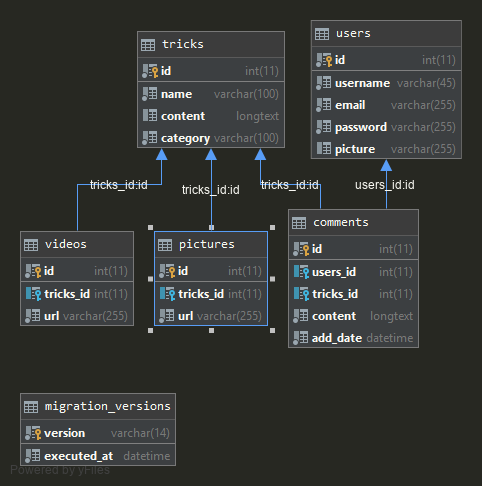 tricks
id int(11)
name varchar(100)
content longtext
category varchar(100)
users
id int(11)
username varchar(45)
email varchar(255)
password varchar(255)
picture varchar(255)
tricks_id:id
tricks_id:id
tricks_id:id
users_id:id
videos
id int(11)
tricks_id int(11)
url varchar(255)
pictures
id int(11)
tricks_id int(11)
url varchar(255)
comments
id int(11)
users_id int(11)
tricks_id int(11)
content longtext
add_date datetime
migration_versions
version varchar(14)
executed_at datetime
Powered by yFiles